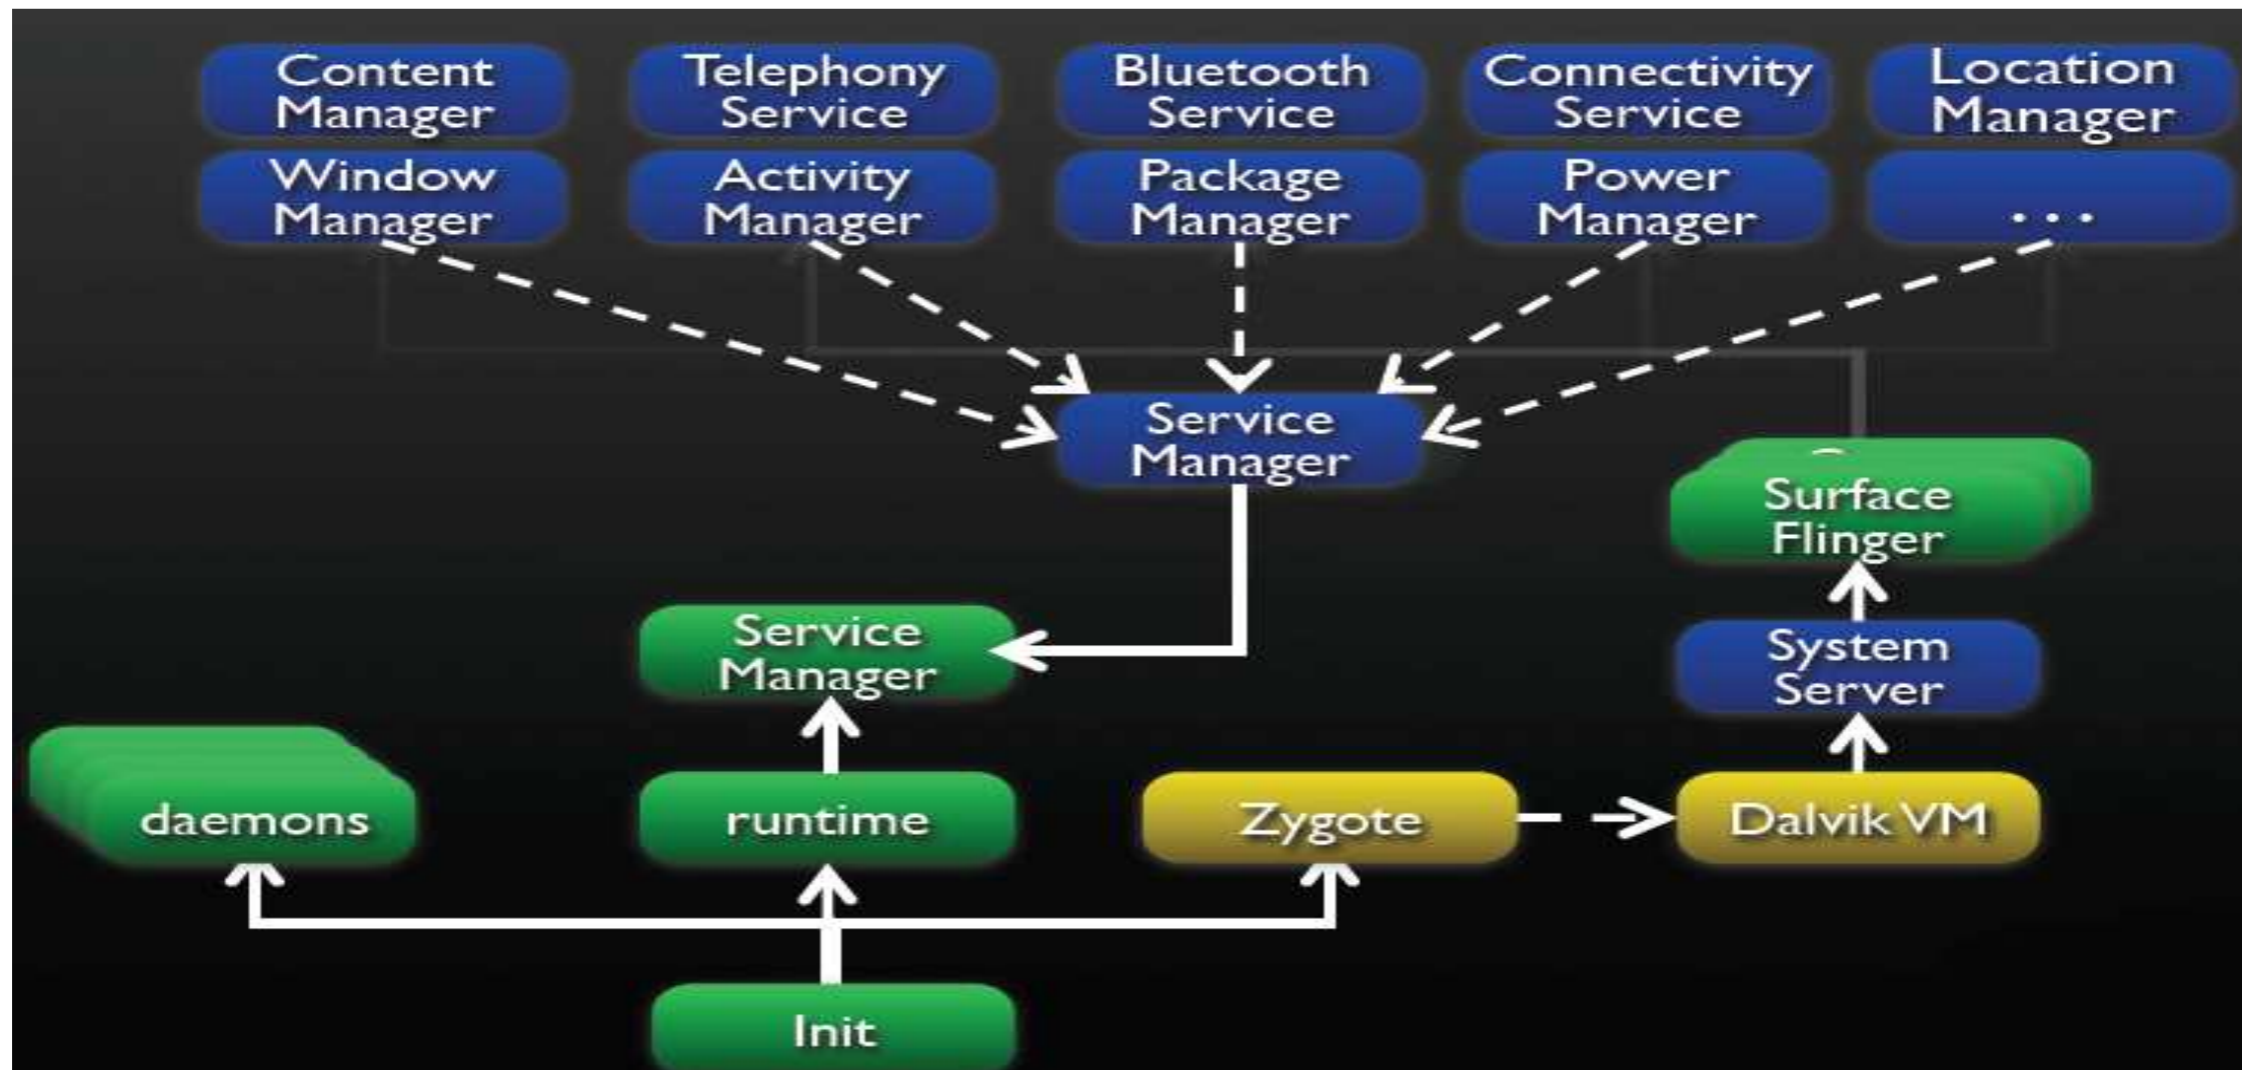 Content
Manager
Telephony
Service
Bluetooth
Service
Connectivity
Service
Location
Manager
Window
Manager
Activity
Manager
Package
Manager
Power
Manager
...
Service
Manager
Surface
Flinger
Service
Manager
System
Server
daemons
runtime
Zygote
Dalvik VM
Init